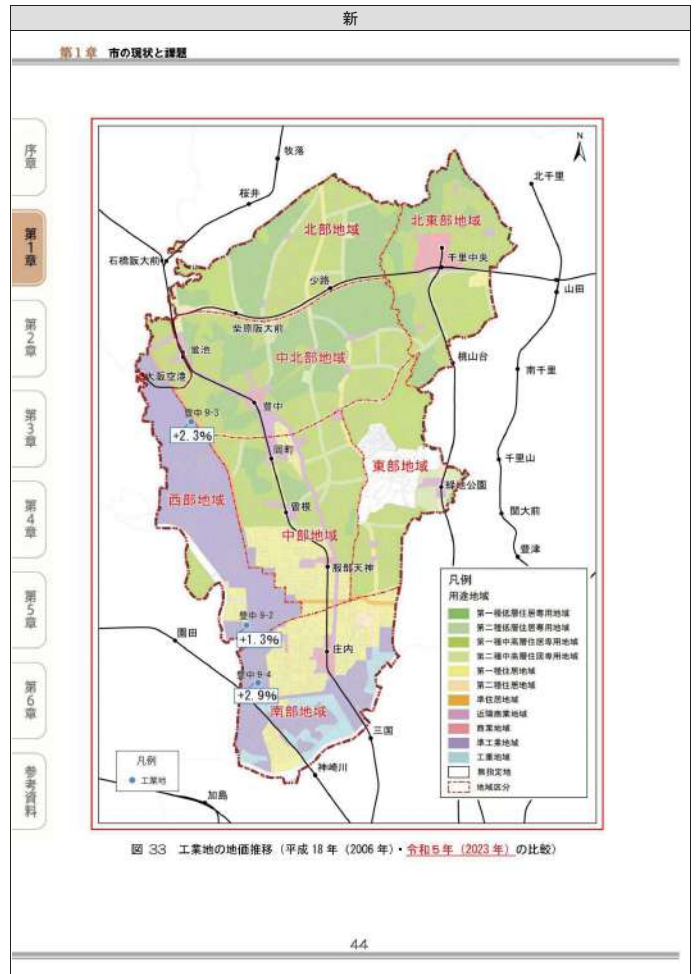 新
第1章 市の現状と課題
序章
第1章
第2章
第3章
第4章
第5章
第6章
参考資料
N
牧落
桜井
北千里
北部地域
北東部地域
石橋阪大前
千里中央
少路
山田
柴原阪大前
蛍池
中北部地域
桃山台
大阪空港
南千里
豊中
豊中 9-3
+2.3%
岡町
東部地域
千里山
西部地域
緑地公園
曽根
関大前
中部地域
豊津
服部天神
豊中 9-2
園田
+1.3%
庄内
豊中 9-4
+2.9%
南部地域
三国
神崎川
加島
凡例
工業地
凡例
用途地域
第一種低層住居専用地域
第二種低層住居専用地域
第一種中高層住居専用地域
第二種中高層住居専用地域
第一種住居地域
第二種住居地域
準住居地域
近隣商業地域
商業地域
準工業地域
工業地域
無指定地
地域区分
図 33 工業地の地価推移（平成 18 年（2006 年）・令和5年（2023 年）の比較）
44